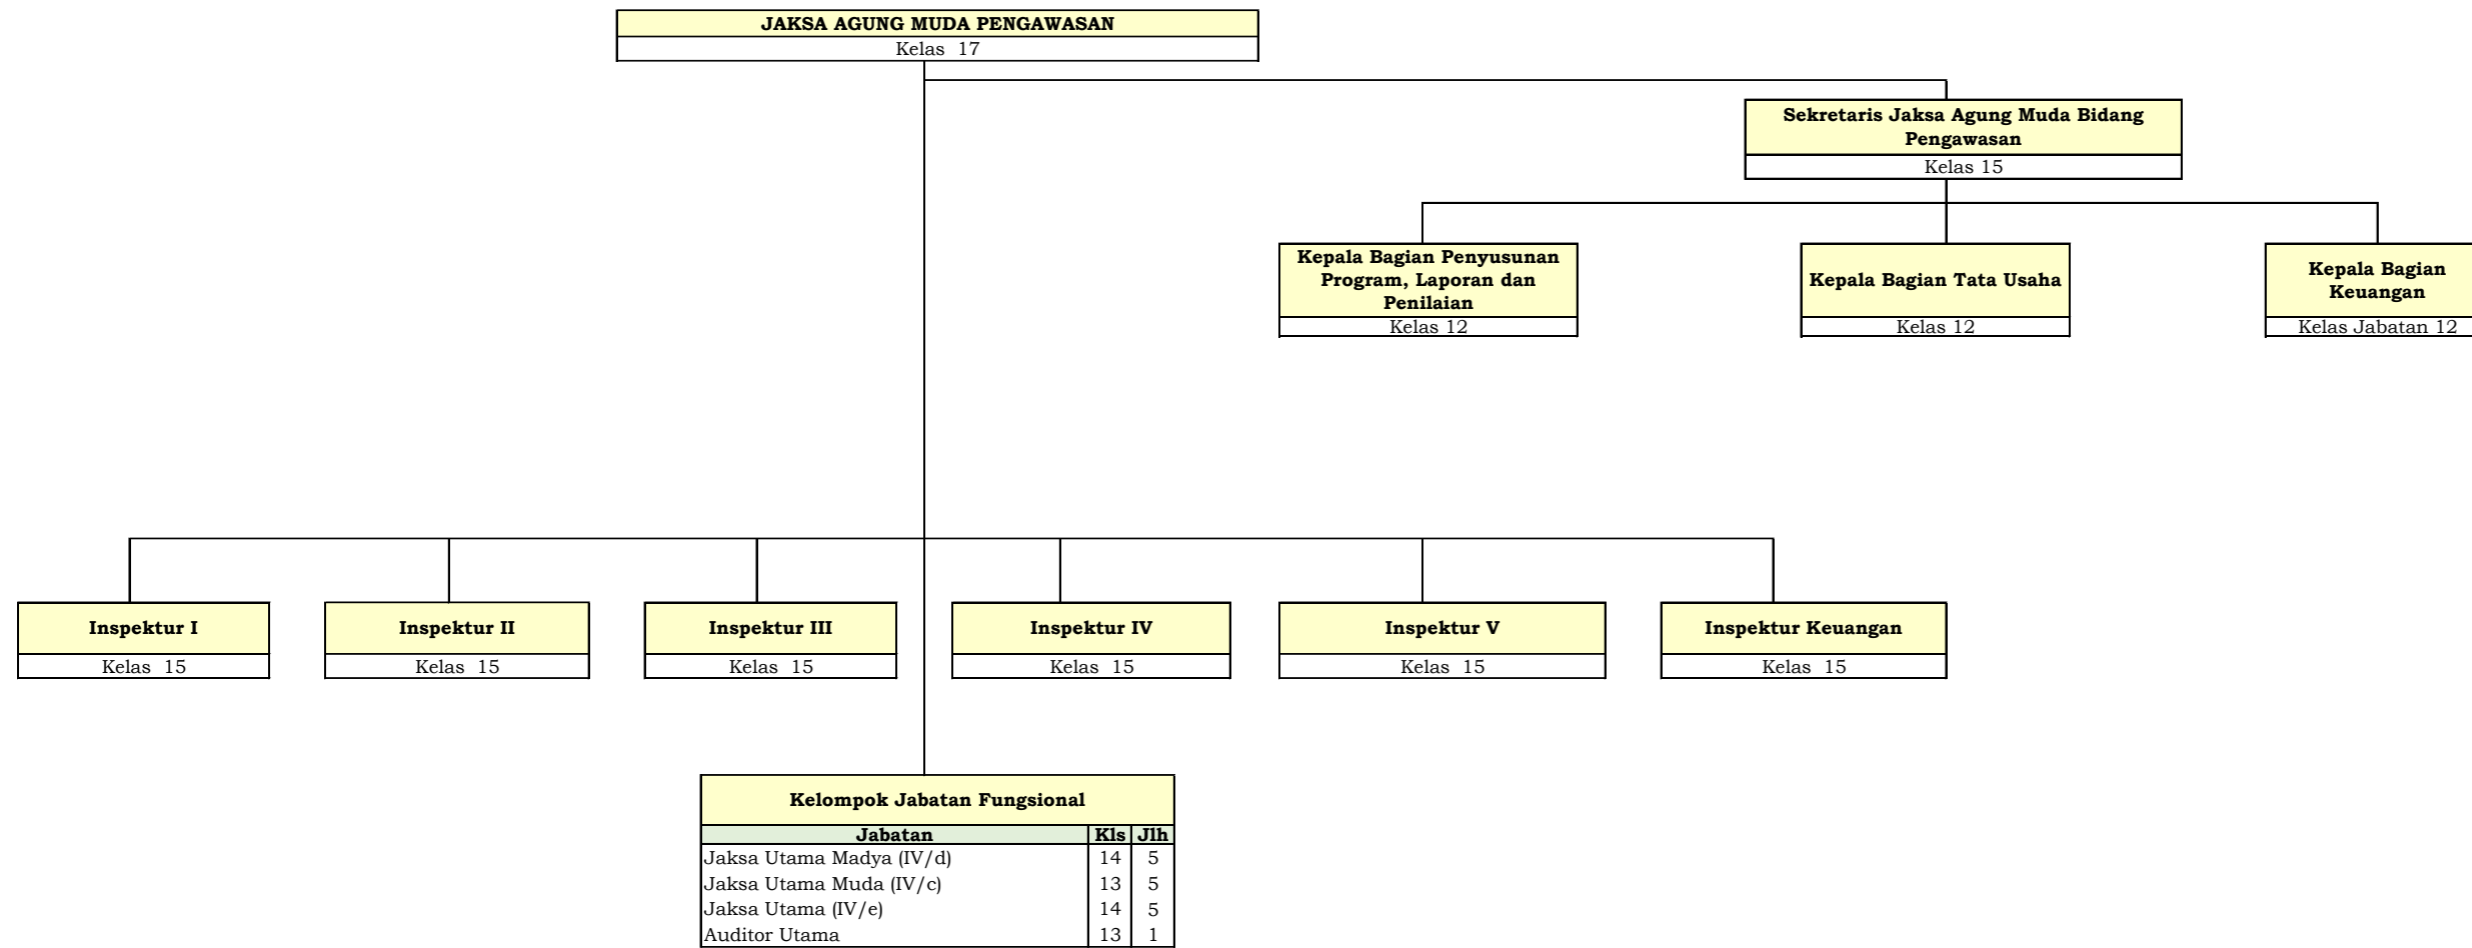 JAKSA AGUNG MUDA PENGAWASAN
Kelas 17
Sekretaris Jaksa Agung Muda Bidang
Pengawasan
Kelas 15
Kepala Bagian Penyusunan
Program, Laporan dan
Penilaian
Kelas 12
Kepala Bagian Tata Usaha
Kelas 12
Kepala Bagian
Keuangan
Kelas Jabatan 12
Inspektur I
Kelas 15
Inspektur II
Kelas 15
Inspektur III
Kelas 15
Inspektur IV
Kelas 15
Inspektur V
Kelas 15
Inspektur Keuangan
Kelas 15
Kelompok Jabatan Fungsional
Jabatan Kls Jlh
Jaksa Utama Madya (IV/d) 14 5
Jaksa Utama Muda (IV/c) 13 5
Jaksa Utama (IV/e) 14 5
Auditor Utama 13 1